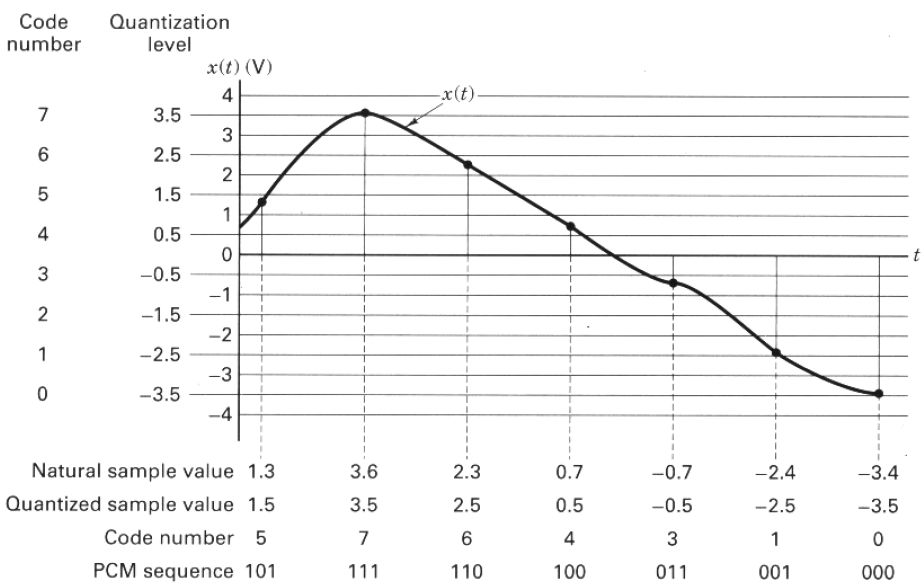 Code number
Quantization level
x(t) (V)
x(t)
4
7 3.5
3
6 2.5
2
5 1.5
1
4 0.5
0
t
3 −0.5
−1
2 −1.5
−2
1 −2.5
−3
0 −3.5
−4
Natural sample value 1.3 3.6 2.3 0.7 −0.7 −2.4 −3.4
Quantized sample value 1.5 3.5 2.5 0.5 −0.5 −2.5 −3.5
Code number 5 7 6 4 3 1 0
PCM sequence 101 111 110 100 011 001 000